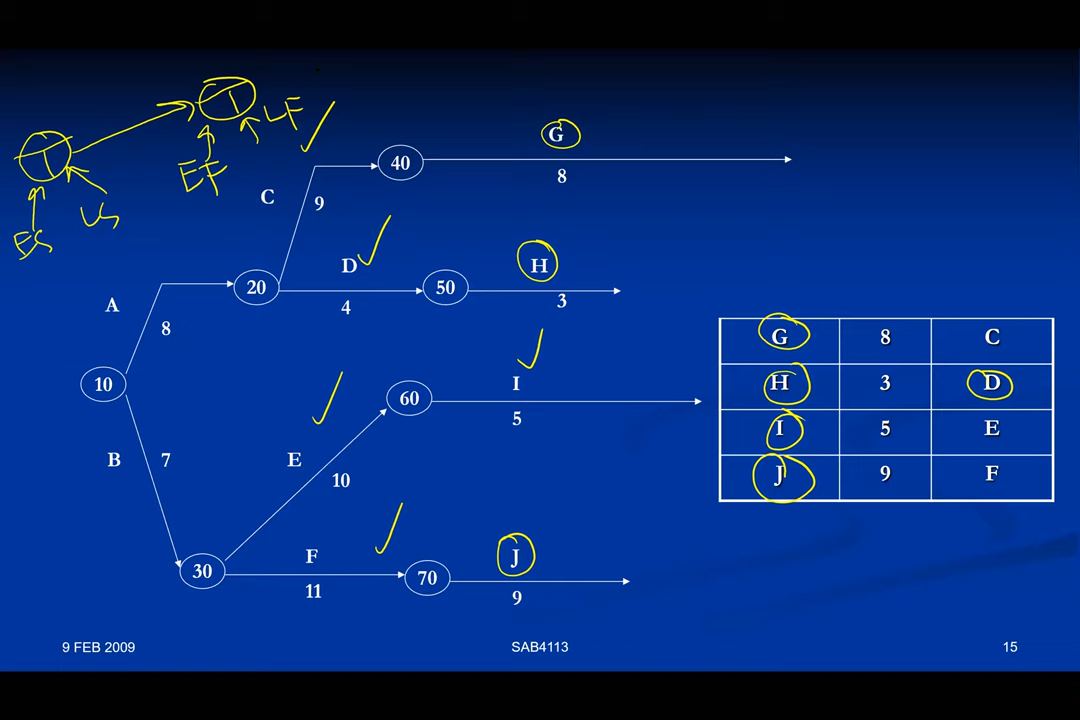 T
LF
EF
T
LS
ES
G
40
8
C
9
D
H
20
50
4
3
A
8
10
I
60
5
B
7
E
10
F
J
30
70
11
9
G 8 C
H 3 D
I 5 E
J 9 F
9 FEB 2009
SAB4113
15